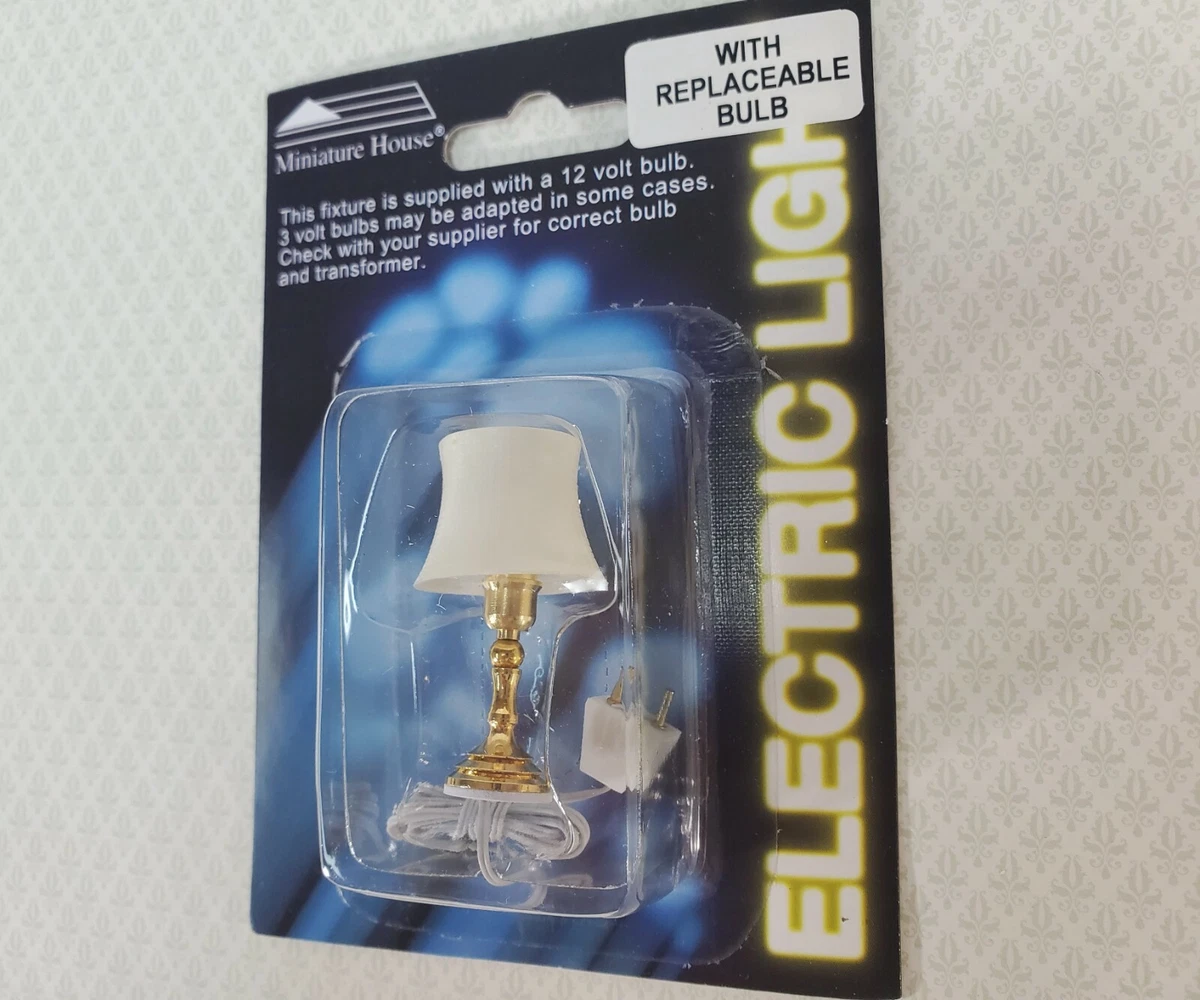 WITH
REPLACEABLE
BULB
Miniature House®
This fixture is supplied with a 12 volt bulb.
3 volt bulbs may be adapted in some cases.
Check with your supplier for correct bulb
and transformer.
ELECTRIC LIGH